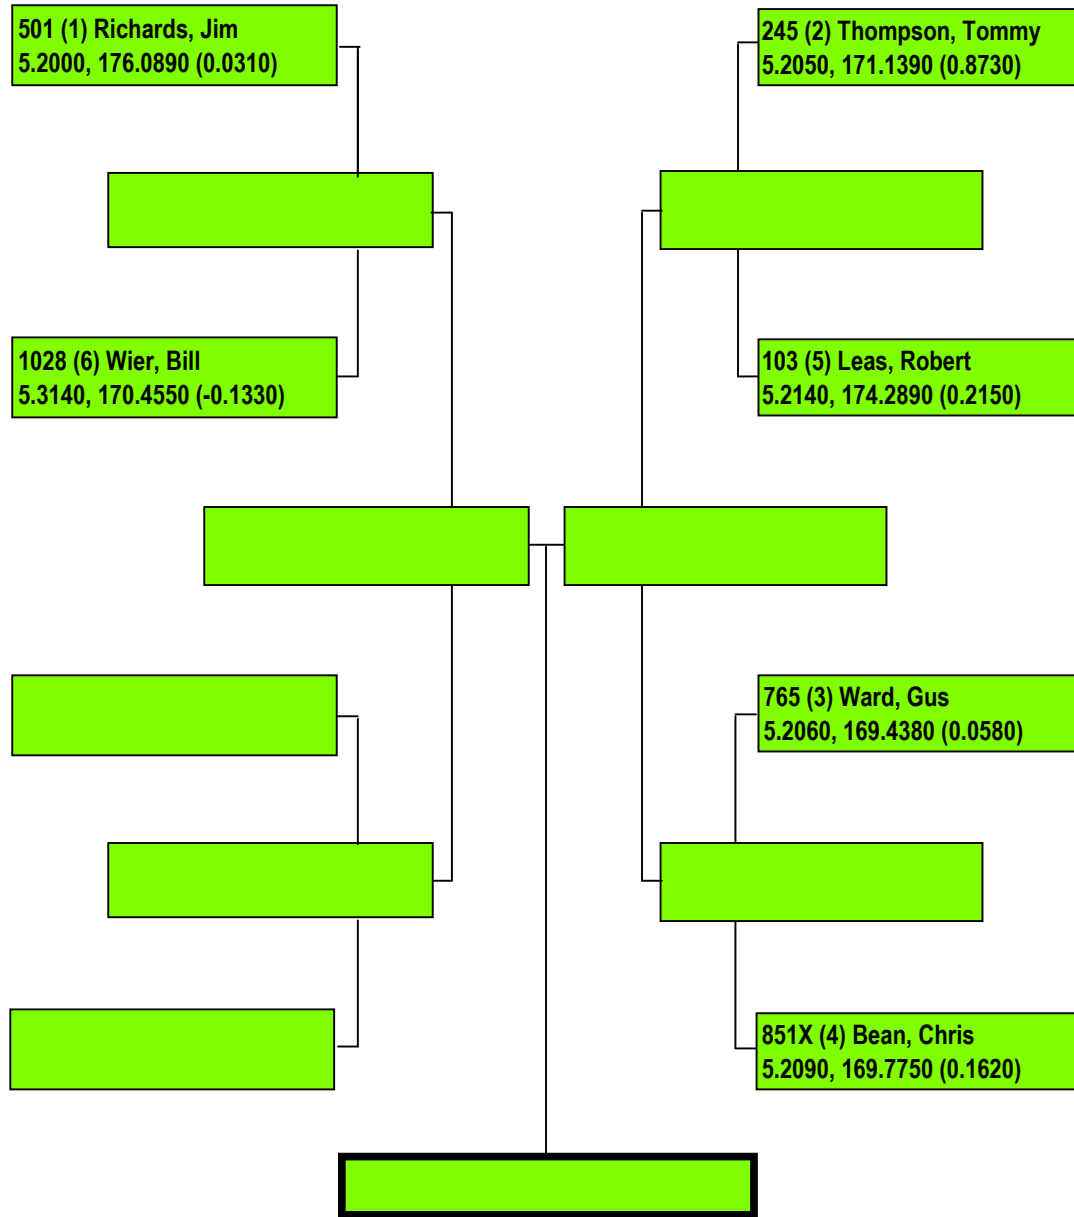 501 (1) Richards, Jim
5.2000, 176.0890 (0.0310)
245 (2) Thompson, Tommy
5.2050, 171.1390 (0.8730)
1028 (6) Wier, Bill
5.3140, 170.4550 (-0.1330)
103 (5) Leas, Robert
5.2140, 174.2890 (0.2150)
765 (3) Ward, Gus
5.2060, 169.4380 (0.0580)
851X (4) Bean, Chris
5.2090, 169.7750 (0.1620)